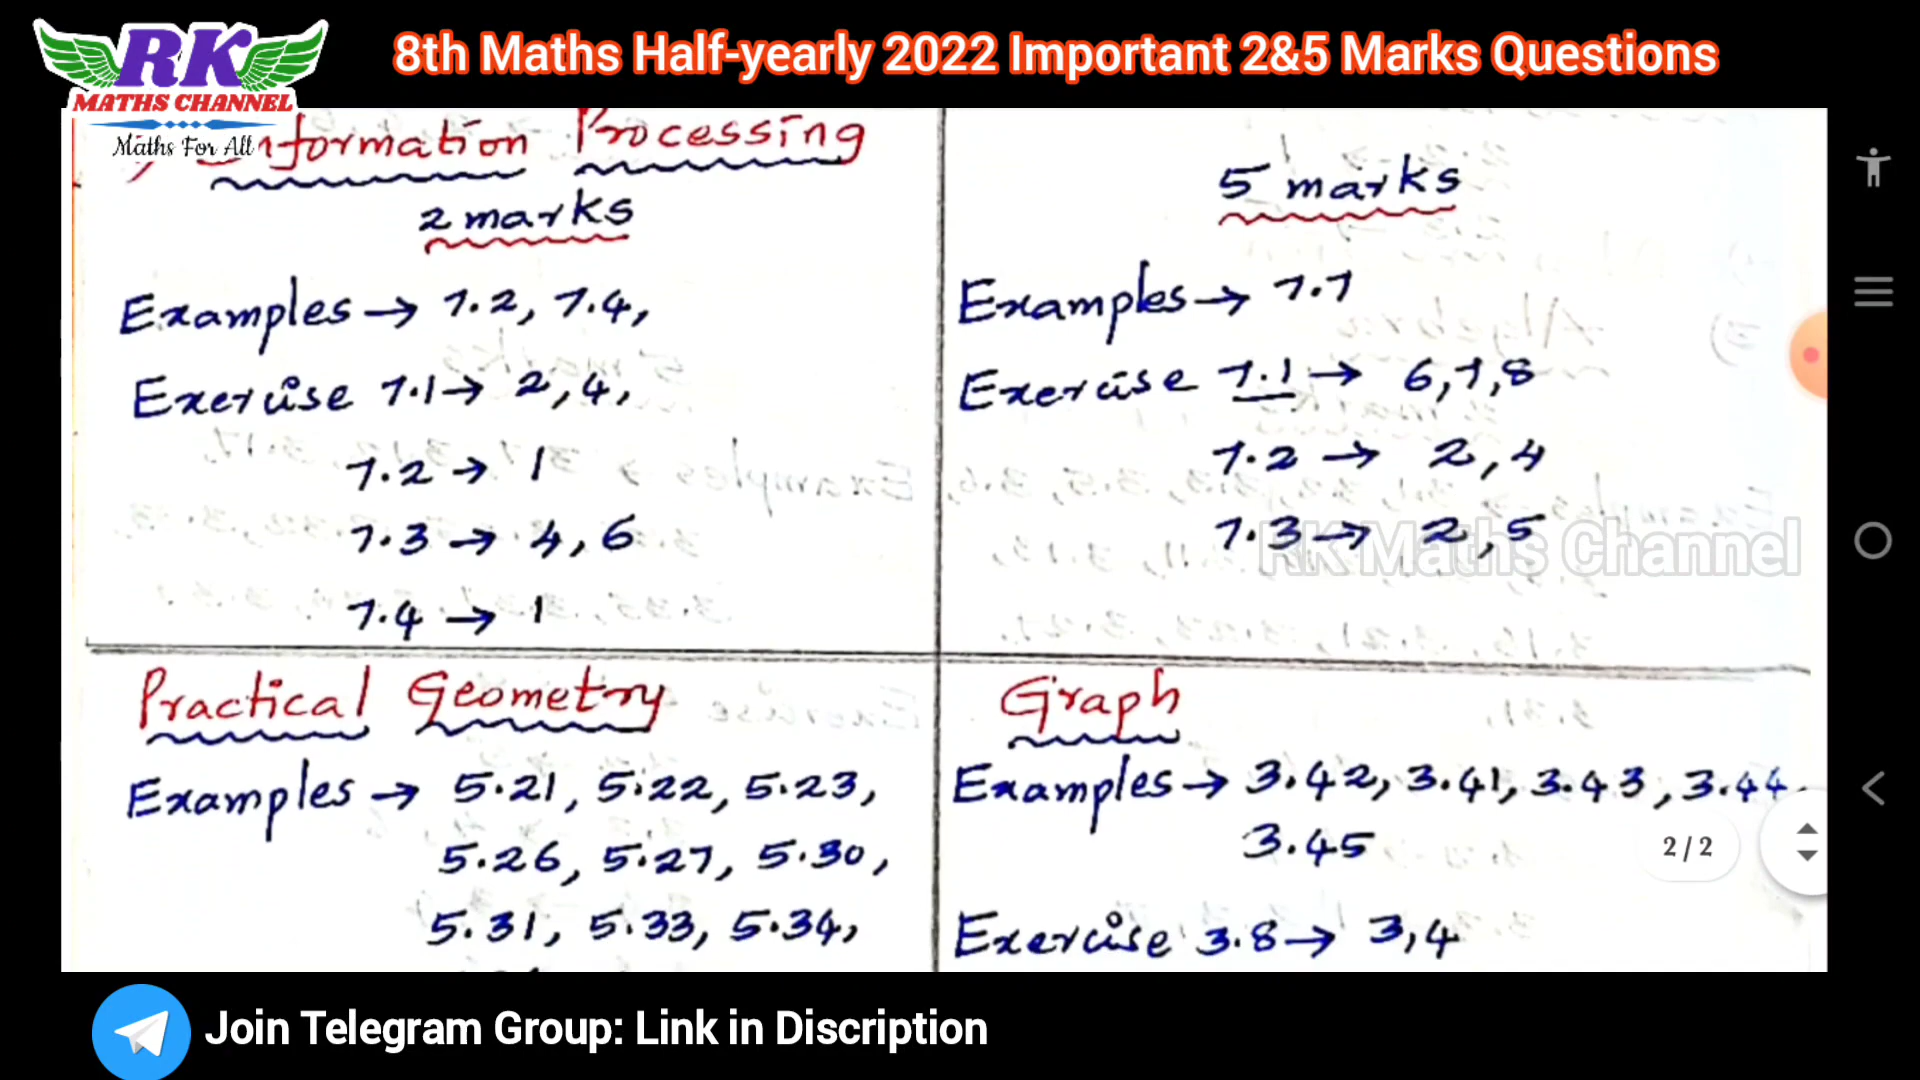 RK
MATHS CHANNEL
Maths For All
8th Maths Half-yearly 2022 Important 2&5 Marks Questions
Information Processing
2 marks
Examples → 7.2, 7.4,
Exercise 7.1 → 2,4,
7.2 → 1
7.3 → 4,6
7.4 → 1
5 marks
Examples → 7.7
Exercise 7.1 → 6,7,8
7.2 → 2,4
7.3 → 2,5
RK Maths Channel
Practical Geometry
Examples → 5.21, 5.22, 5.23,
5.26, 5.27, 5.30,
5.31, 5.33, 5.34,
Graph
Examples → 3.42, 3.41, 3.43, 3.44,
3.45
Exercise 3.8 → 3,4
2/2
Join Telegram Group: Link in Discription